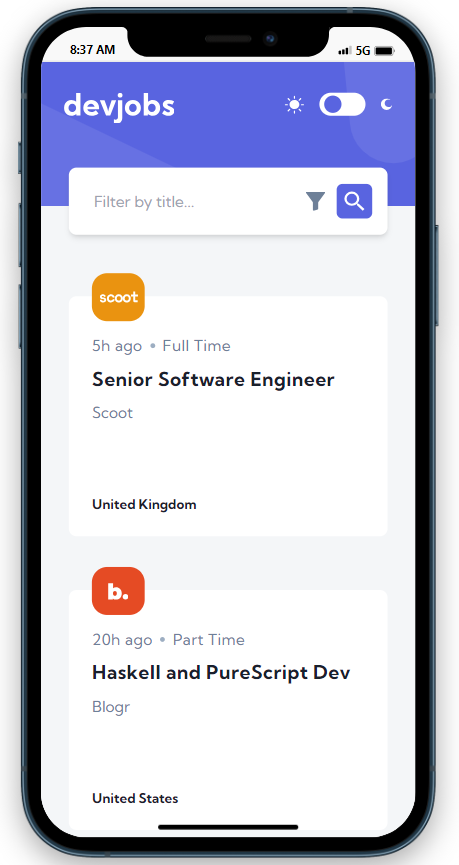 8:37 AM 5G
devjobs
Filter by title...
scoot
5h ago • Full Time
Senior Software Engineer
Scoot
United Kingdom
b.
20h ago • Part Time
Haskell and PureScript Dev
Blogr
United States